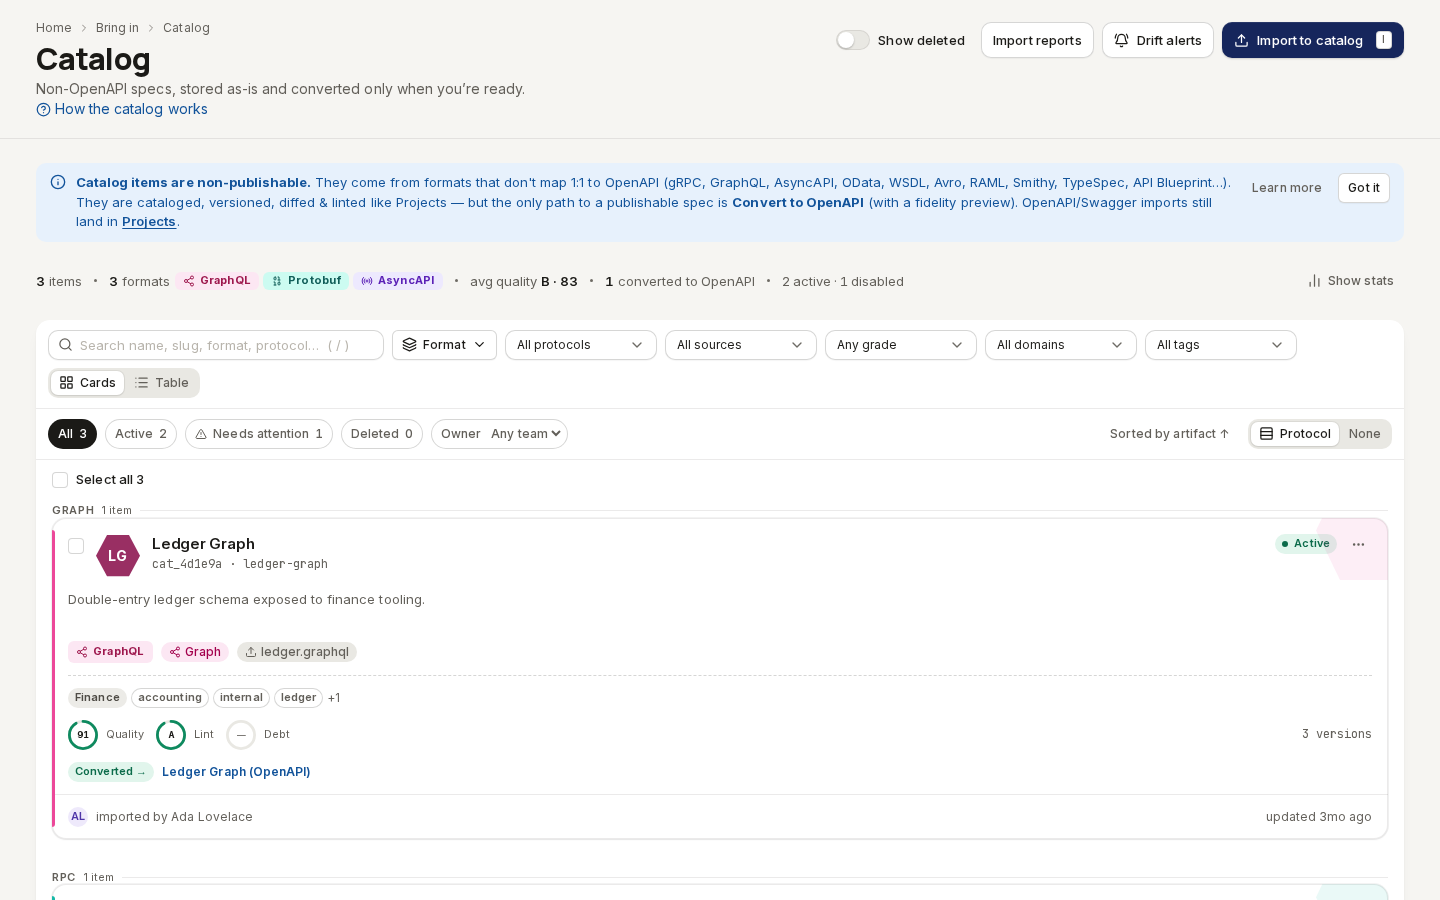 Home > Bring in > Catalog
Catalog
Non-OpenAPI specs, stored as-is and converted only when you’re ready.
How the catalog works
Show deleted
Import reports
Drift alerts
Import to catalog I
Catalog items are non-publishable. They come from formats that don't map 1:1 to OpenAPI (gRPC, GraphQL, AsyncAPI, OData, WSDL, Avro, RAML, Smithy, TypeSpec, API Blueprint…).
They are cataloged, versioned, diffed & linted like Projects — but the only path to a publishable spec is Convert to OpenAPI (with a fidelity preview). OpenAPI/Swagger imports still
land in Projects.
Learn more
Got it
3 items • 3 formats GraphQL Protobuf AsyncAPI • avg quality B · 83 • 1 converted to OpenAPI • 2 active · 1 disabled
Show stats
Search name, slug, format, protocol… ( / )
Format
All protocols
All sources
Any grade
All domains
All tags
Cards
Table
All 3
Active 2
Needs attention 1
Deleted 0
Owner Any team
Sorted by artifact ↑
Protocol
None
Select all 3
GRAPH 1 item
LG
Ledger Graph
cat_4d1e9a · ledger-graph
Active
···
Double-entry ledger schema exposed to finance tooling.
GraphQL
Graph
ledger.graphql
Finance
accounting
internal
ledger
+1
91 Quality
A Lint
— Debt
3 versions
Converted →
Ledger Graph (OpenAPI)
AL imported by Ada Lovelace
updated 3mo ago
RPC 1 item